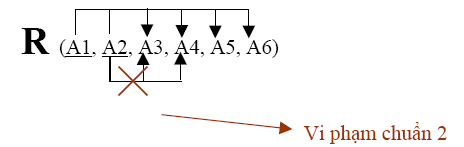 R (A1, A2, A3, A4, A5, A6)
Vi phạm chuẩn 2